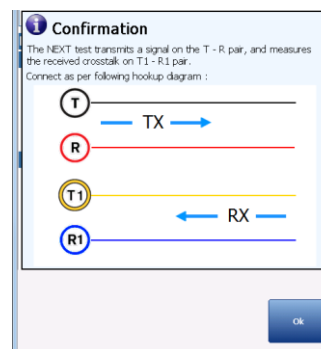 Confirmation
The NEXT test transmits a signal on the T - R pair, and measures
the received crosstalk on T1 - R1 pair.
Connect as per following hookup diagram :
T
TX
R
T1
RX
R1
Ok